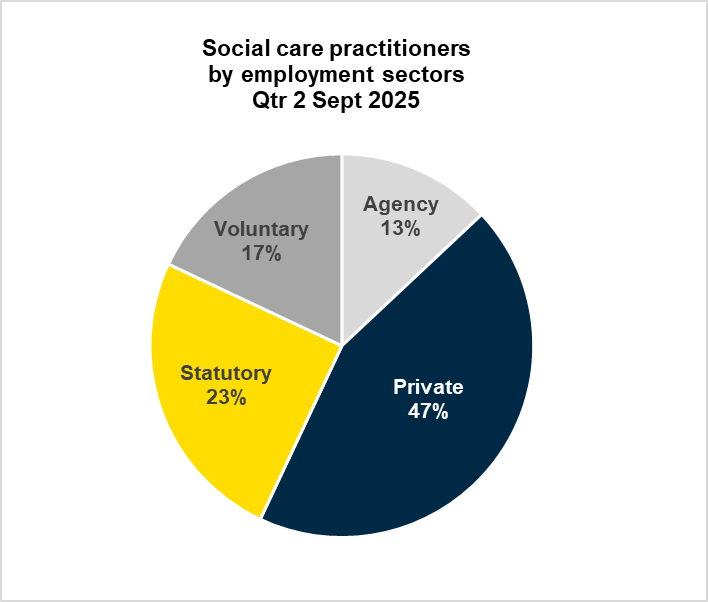 Social care practitioners
by employment sectors
Qtr 2 Sept 2025
Agency
13%
Voluntary
17%
Statutory
23%
Private
47%